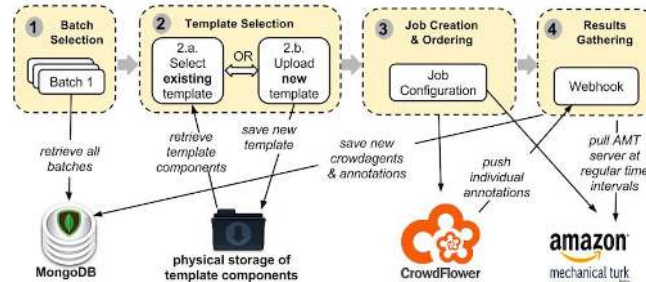 1 Batch
Selection
Batch 1
2 Template Selection
2.a.
Select
existing
template
OR
2.b.
Upload
new
template
3 Job Creation
& Ordering
Job
Configuration
4 Results
Gathering
Webhook
retrieve all
batches
retrieve
template
components
save new
template
save new
crowdagents
& annotations
push
individual
annotations
pull AMT
server at
regular time
intervals
MongoDB
physical storage of
template components
CrowdFlower
amazon
mechanical turk